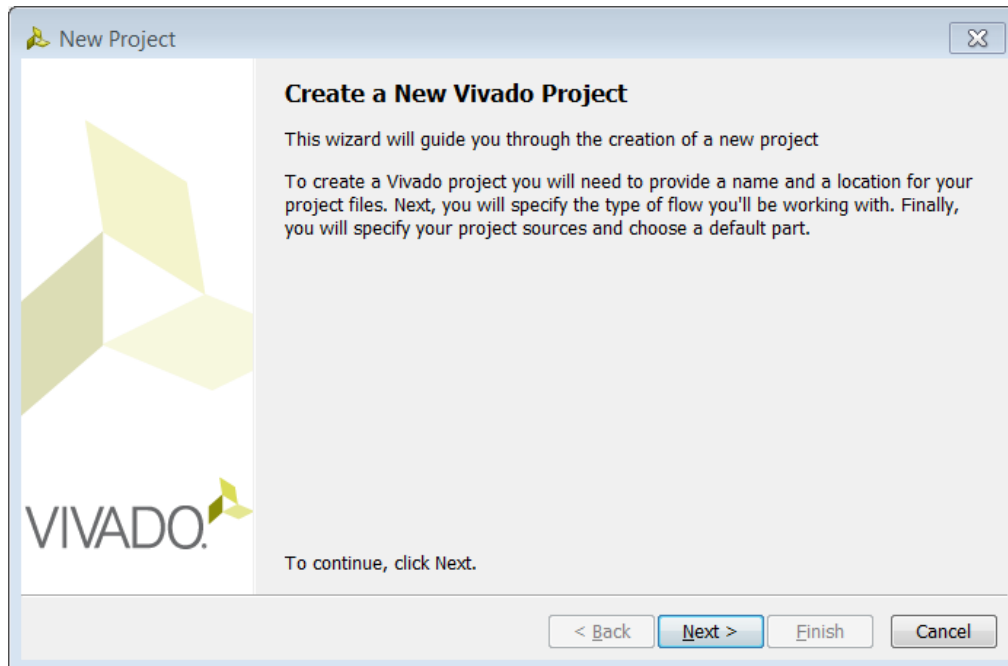 New Project
Create a New Vivado Project
This wizard will guide you through the creation of a new project
To create a Vivado project you will need to provide a name and a location for your
project files. Next, you will specify the type of flow you'll be working with. Finally,
you will specify your project sources and choose a default part.
VIVADO.
To continue, click Next.
< Back Next > Finish Cancel